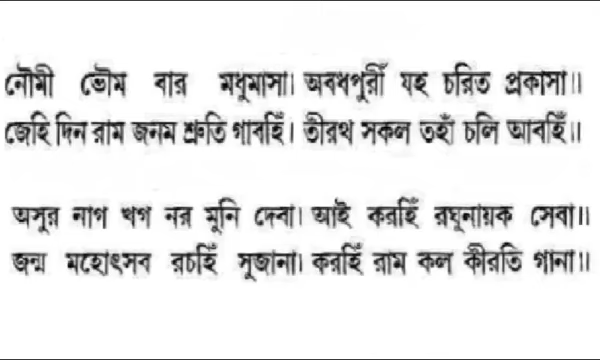 নৌমী ভৌম বার মধুমাসা। অবধপুরীঁ যহ চরিত প্রকাসা॥
জেহি দিন রাম জনম শ্রুতি গাবহিঁ। তীরথ সকল তহাঁ চলি আবহিঁ॥
অসুর নাগ খগ নর মুনি দেবা। আই করহিঁ রঘুনায়ক সেবা॥
জন্ম মহোৎসব রচহিঁ সুজানা। করহিঁ রাম কল কীরতি গানা॥